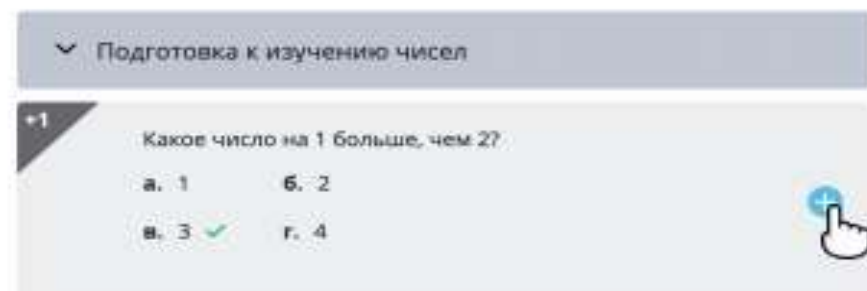 Подготовка к изучению чисел
+1
Какое число на 1 больше, чем 2?
а. 1 б. 2
в. 3 г. 4